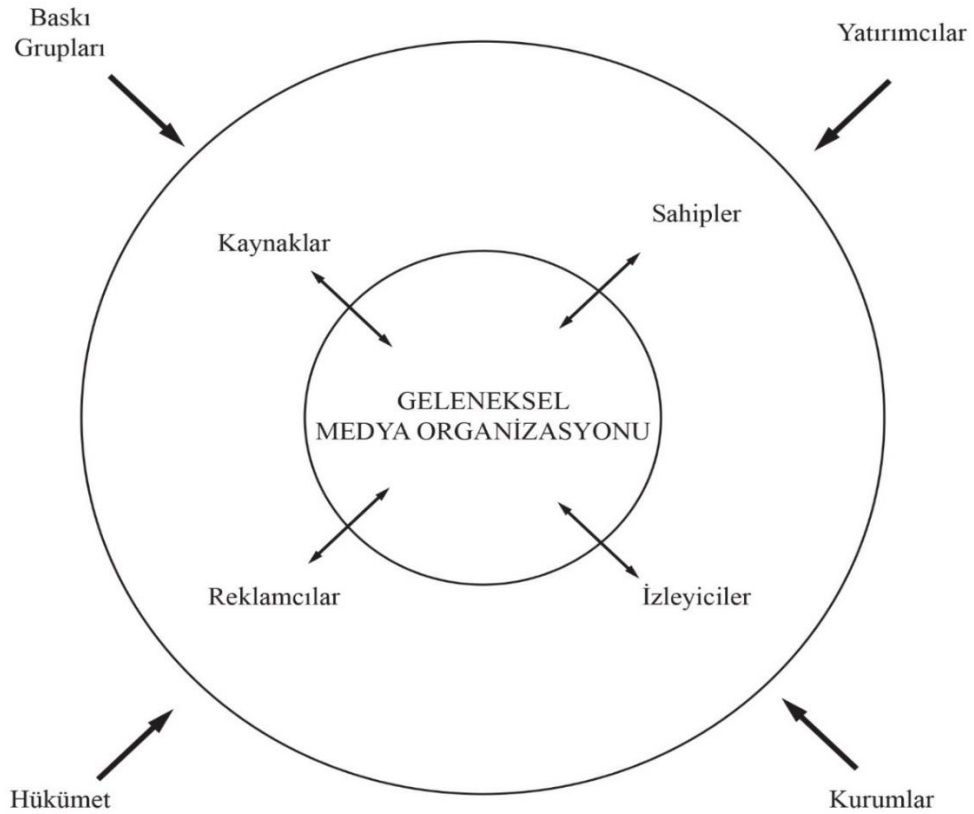 Baskı
Grupları
Yatırımcılar
Sahipler
Kaynaklar
GELENEKSEL
MEDYA ORGANİZASYONU
Reklamcılar
İzleyiciler
Hükümet
Kurumlar